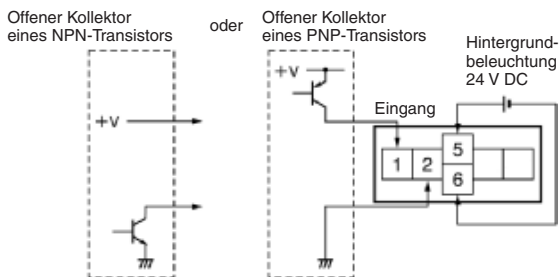 Offener Kollektor
eines NPN-Transistors
oder
Offener Kollektor
eines PNP-Transistors
Hintergrund-
beleuchtung
24 V DC
+V
Eingang
+V
1
2
5
6